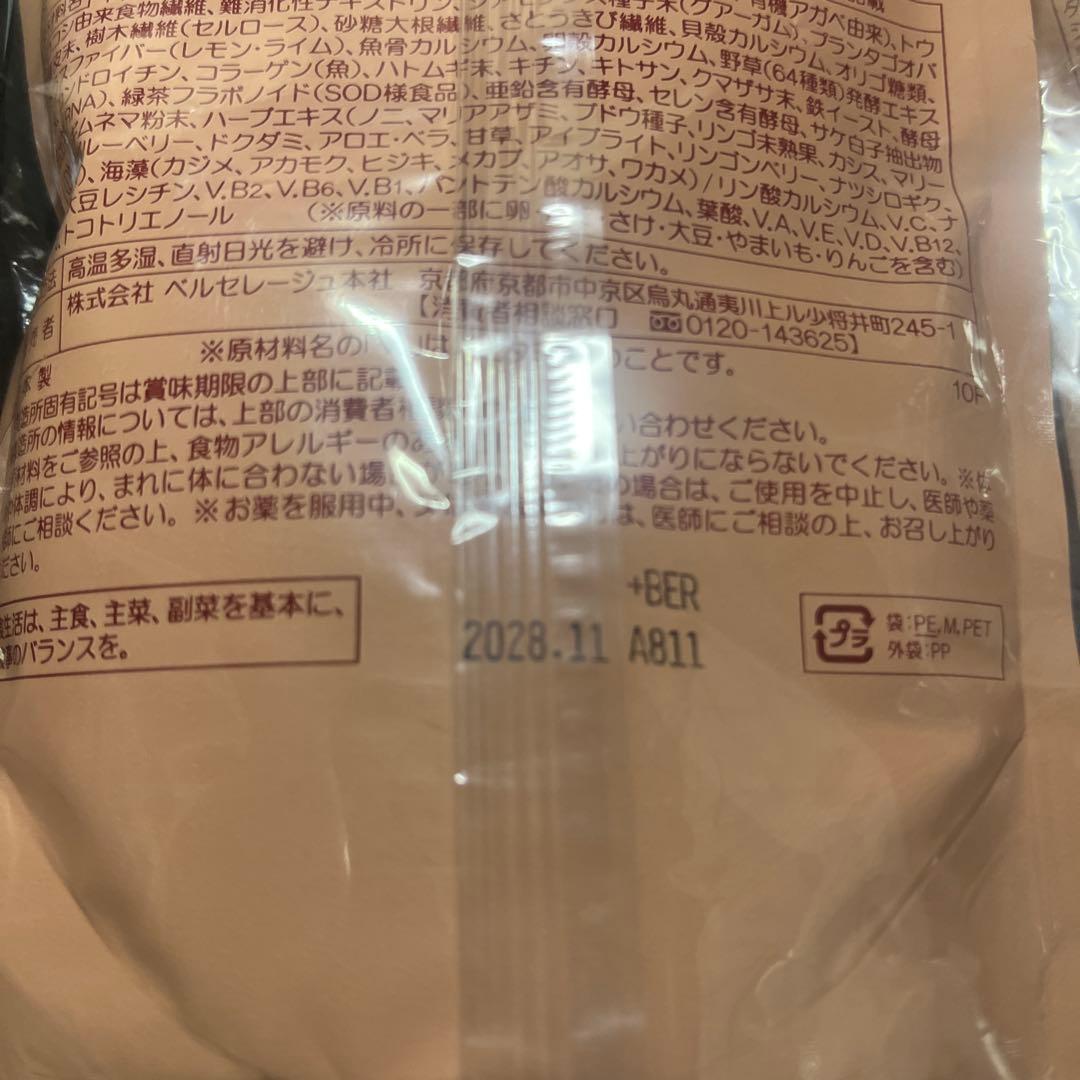 コン由来食物繊維、難消化性デキストリン、
有機アガベ由来)、トウ
樹木繊維(セルロース)、砂糖大根繊維、さとうきび繊維、貝殻カルシウム、オリゴ糖類、
スファイバー(レモン・ライム)、魚骨カルシウム、卵殻カルシウム、野草(64種類)発酵エキス
ンドロイチン、コラーゲン(魚)、ハトムギ末、キチン、キトサン、クマザサ末、鉄イースト、酵母
NA)、緑茶フラボノイド(SOD様食品)、亜鉛含有酵母、セレン含有酵母、サケ白子抽出物
ムネマ粉末、ハーブエキス(ノニ、マリアアザミ、ブドウ種子、リンゴ末熟果、カシス、マリー
ルーベリー、ドクダミ、アロエ・ベラ、甘草、アイブライト、リンゴンベリー、ナッシロギク、
)、海藻(カジメ、アカモク、ヒジキ、メカブ、アオサ、ワカメ)/リン酸カルシウム、V.C、ナ
豆レシチン、V.B2、V.B6、V.B1、パントテン酸カルシウム、葉酸、V.A、V.E、V.D、V.B12、
トコトリエノール (※原料の一部に卵 さけ・大豆・やまいも・りんごを含む)
法 高温多湿、直射日光を避け、冷所に保存してください。
売者 株式会社 ベルセレージュ本社 京都府京都市中京区烏丸通夷川上ル少将井町245-1
【消費者相談窓口 0120-143625】
※原材料名の「 」は のことです。
本製
10F
造所固有記号は賞味期限の上部に記載
造所の情報については、上部の消費者相談 い合わせください。
材料をご参照の上、食物アレルギーの 上がりにならないでください。※妊
体調により、まれに体に合わない場 の場合は、ご使用を中止し、医師や薬
師にご相談ください。※お薬を服用中、 は、医師にご相談の上、お召し上がり
ださい。
食生活は、主食、主菜、副菜を基本に、
事のバランスを。
+BER
2028.11 A811
プラ
袋:PE,M,PET
外袋:PP